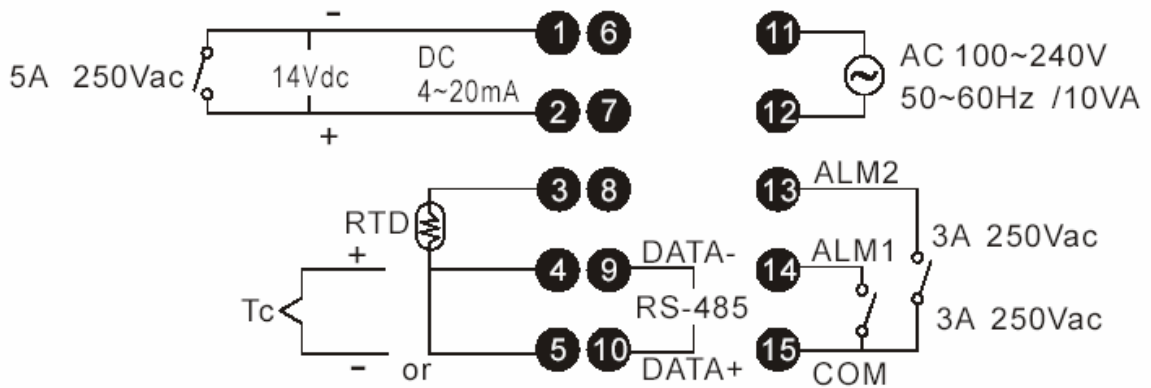 -
1 6
11
5A 250Vac
14Vdc
DC
4~20mA
AC 100~240V
50~60Hz /10VA
2 7
12
+
3 8
13
ALM2
RTD
+
4 9
DATA-
14
ALM1
3A 250Vac
Tc
RS-485
3A 250Vac
-
or
5 10
DATA+
15
COM